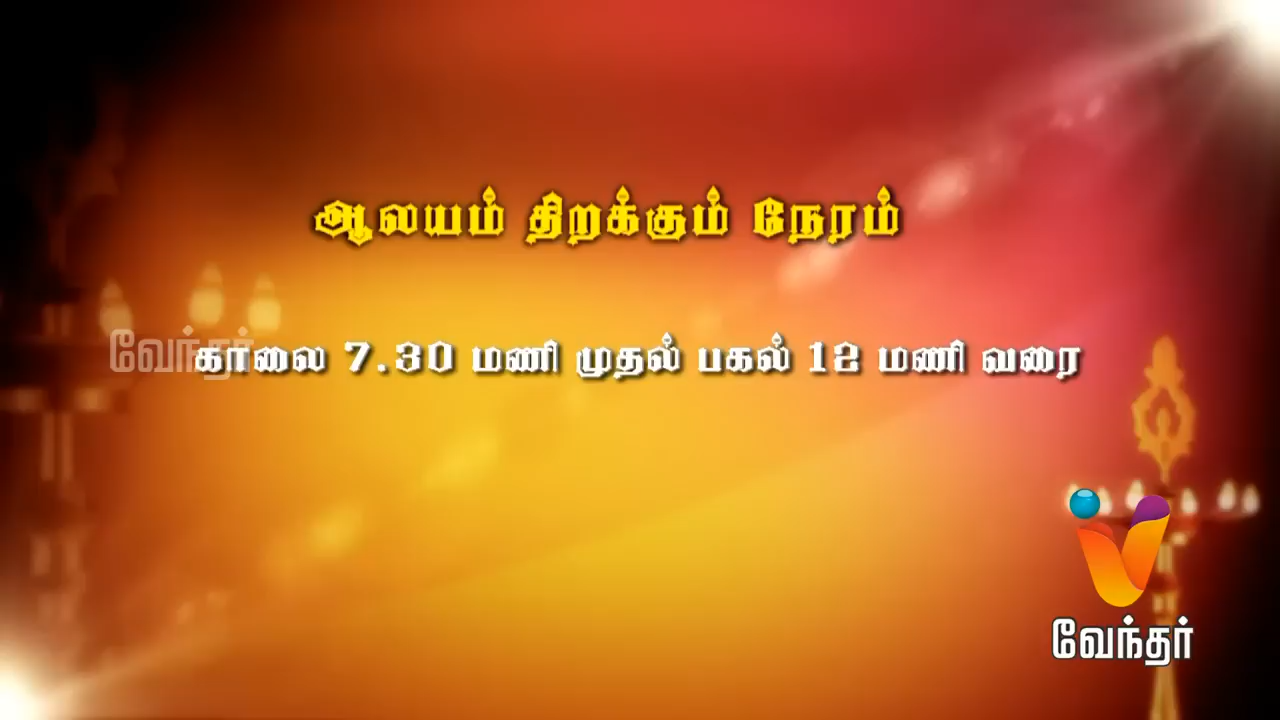 ஆலயம் திறக்கும் நேரம்
வேந்தர்
காலை 7.30 மணி முதல் பகல் 12 மணி வரை
வேந்தர்